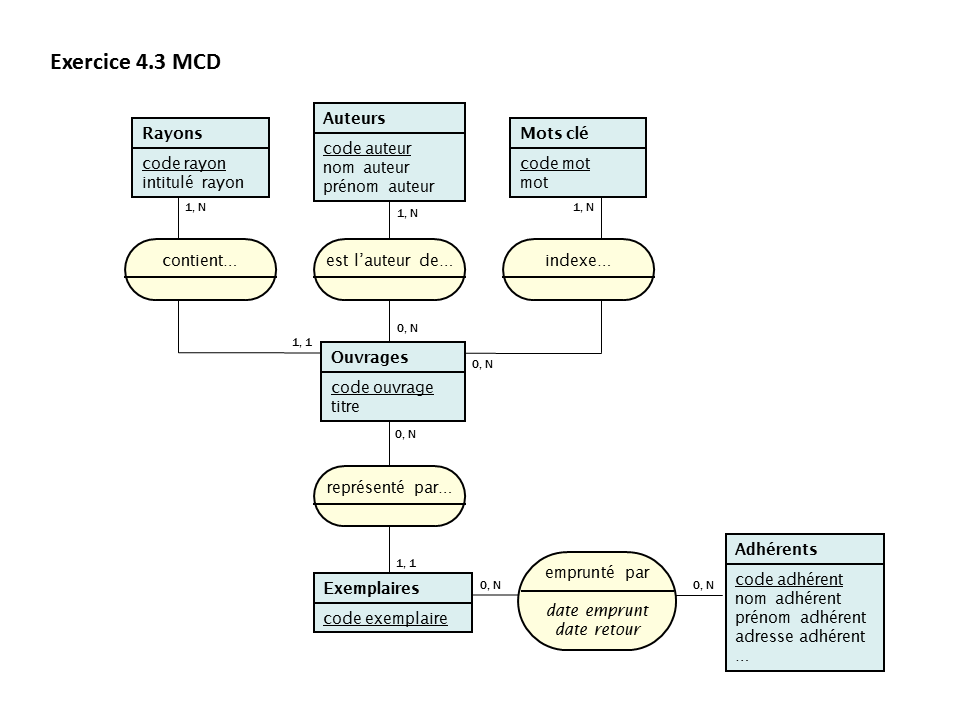 Exercice 4.3 MCD
Rayons
code rayon
intitulé rayon
Auteurs
code auteur
nom auteur
prénom auteur
Mots clé
code mot
mot
1, N
1, N
1, N
contient...
est l’auteur de...
indexe...
0, N
1, 1
0, N
Ouvrages
code ouvrage
titre
0, N
représenté par...
1, 1
Exemplaires
code exemplaire
0, N
emprunté par
date emprunt
date retour
0, N
Adhérents
code adhérent
nom adhérent
prénom adhérent
adresse adhérent
...